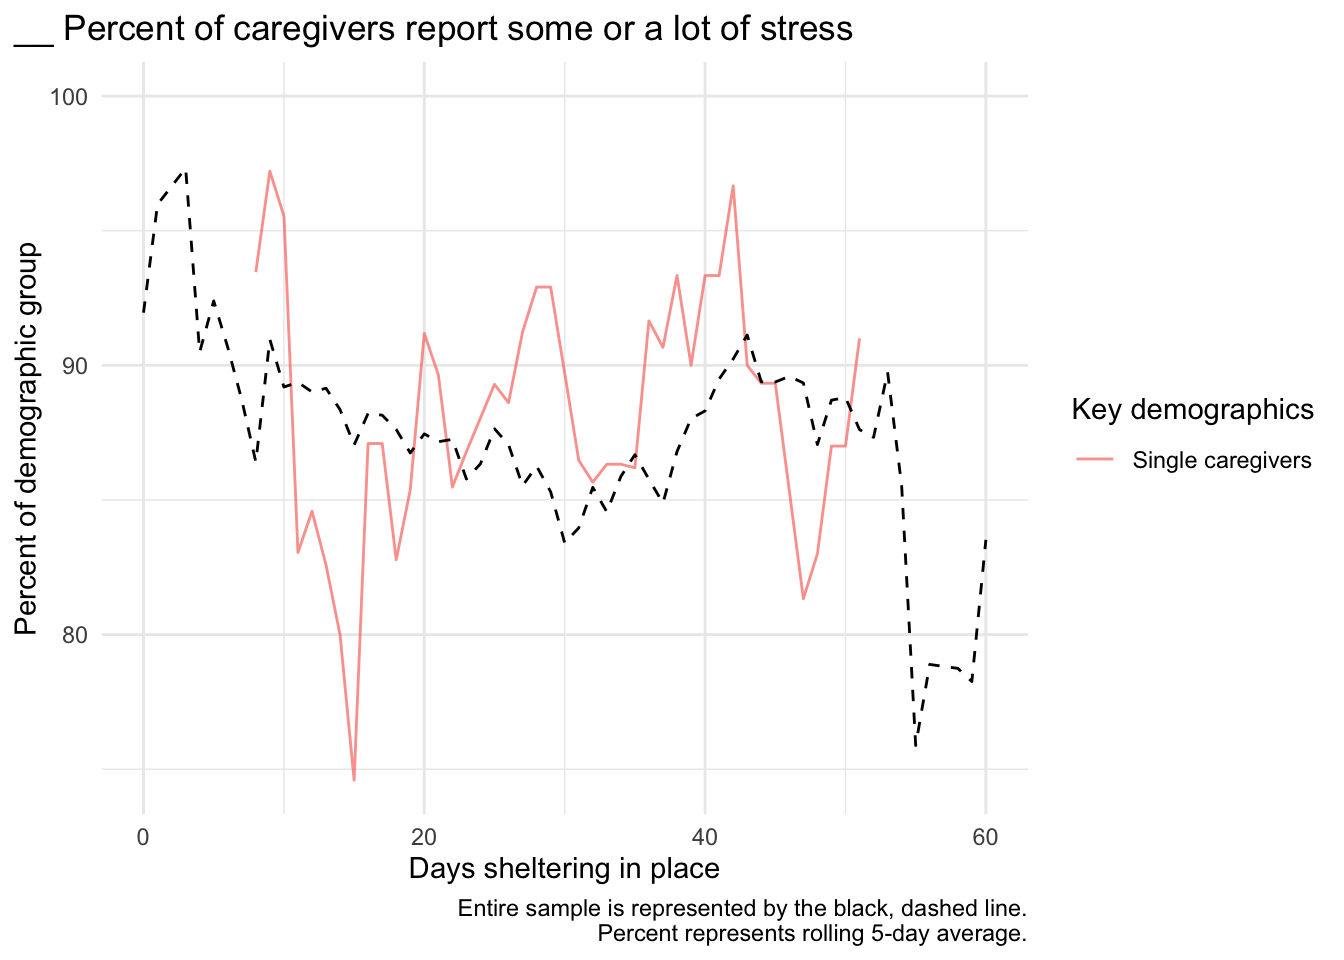 __ Percent of caregivers report some or a lot of stress
100
90
80
Percent of demographic group
0 20 40 60
Days sheltering in place
Key demographics
Single caregivers
Entire sample is represented by the black, dashed line.
Percent represents rolling 5-day average.